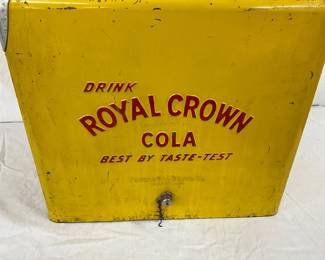 DRINK
ROYAL CROWN
COLA
BEST BY TASTE-TEST